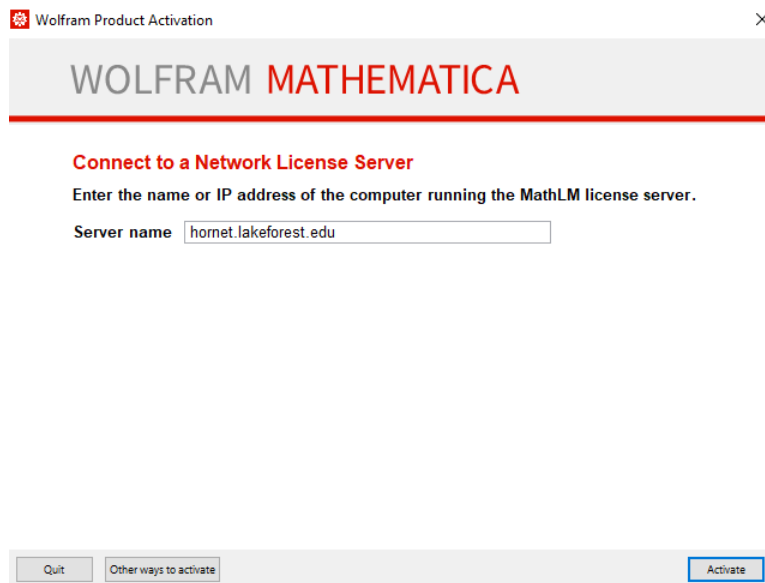 Wolfram Product Activation
WOLFRAM MATHEMATICA
Connect to a Network License Server
Enter the name or IP address of the computer running the MathLM license server.
Server name hornet.lakeforest.edu
Quit Other ways to activate Activate